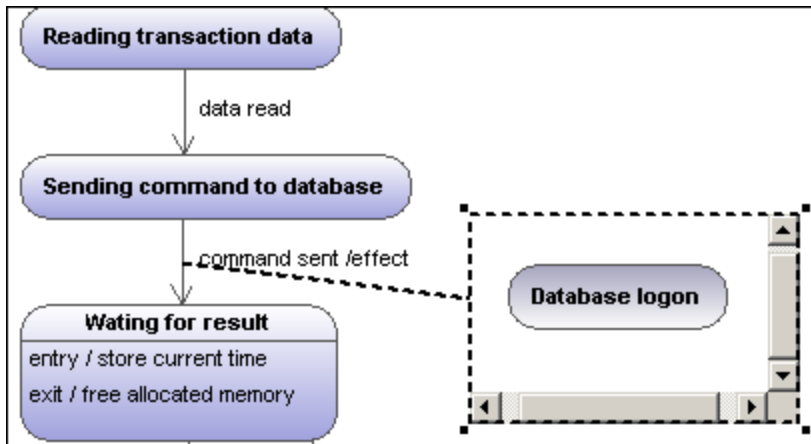 Reading transaction data
data read
Sending command to database
command sent /effect
Database logon
Wating for result
entry / store current time
exit / free allocated memory